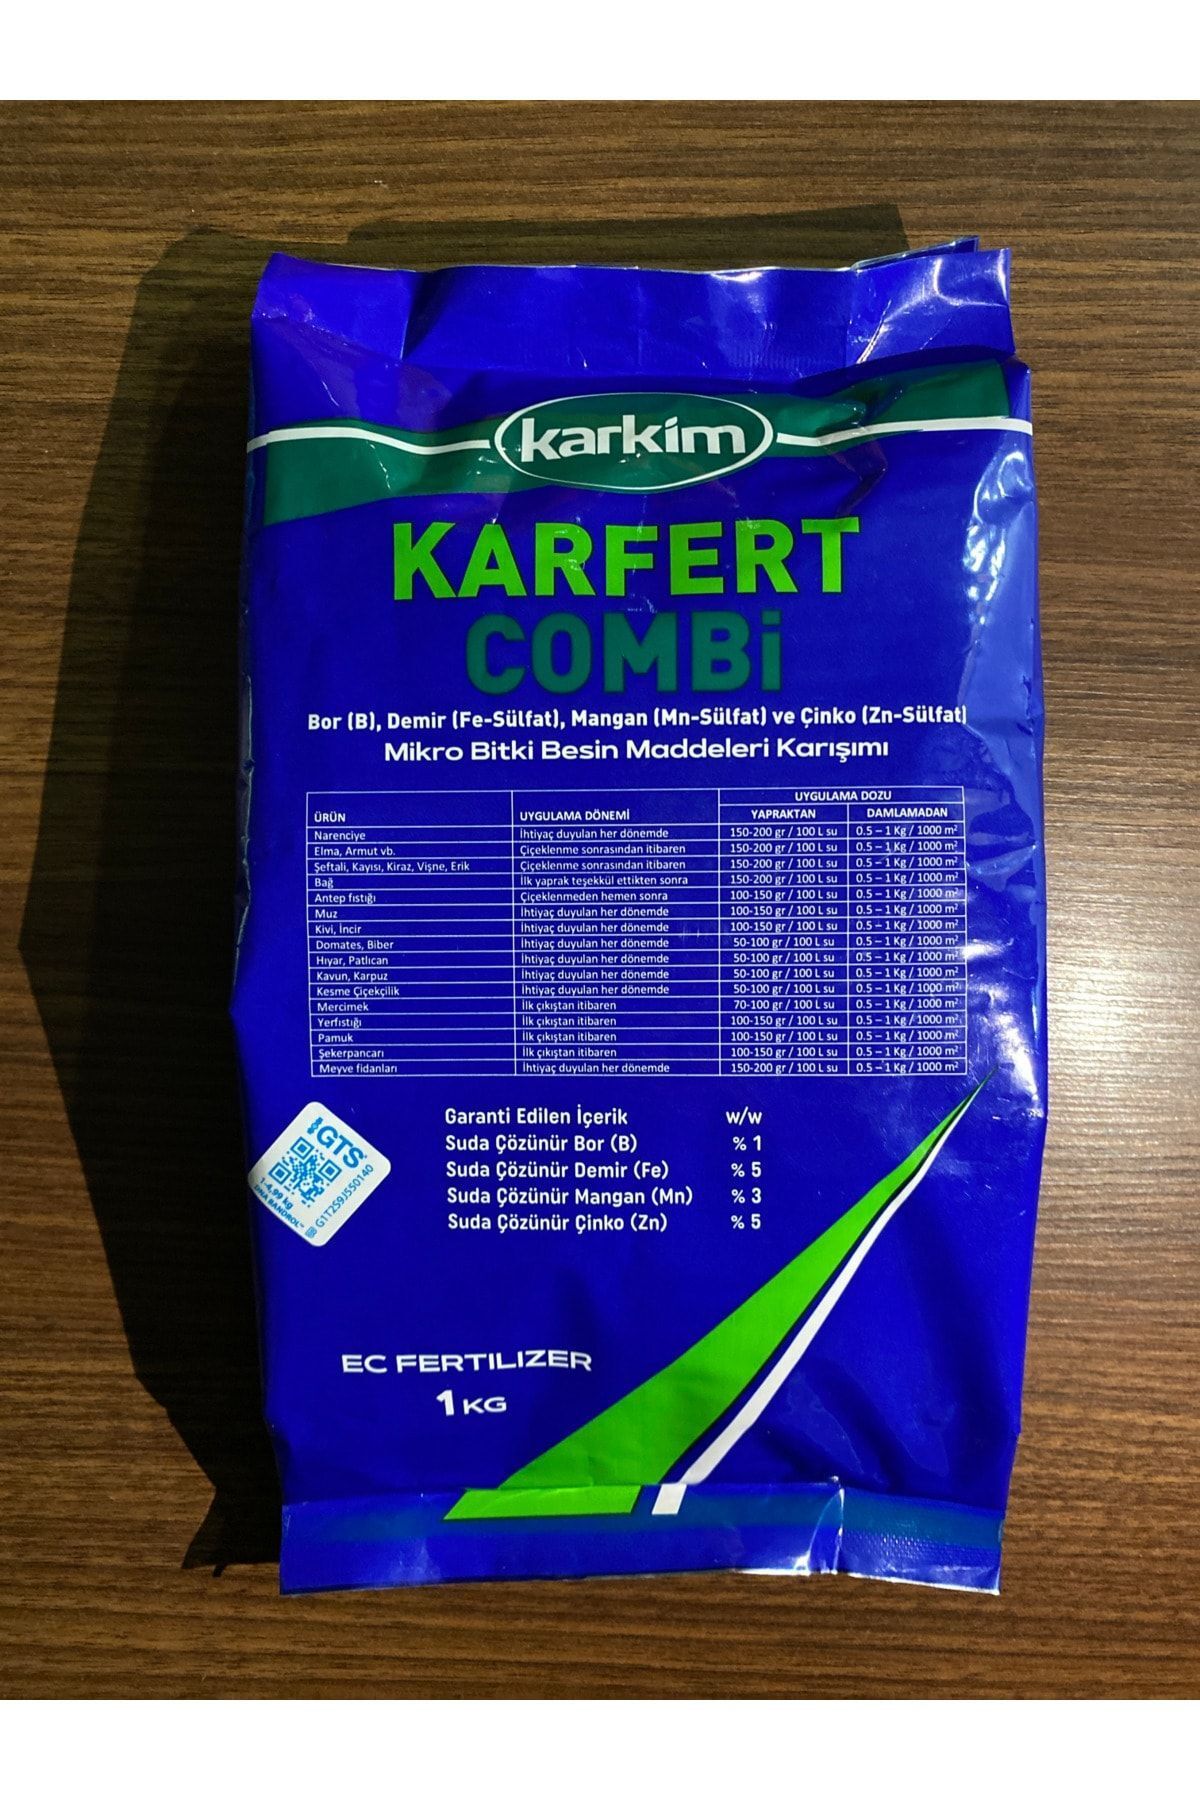 karkim
KARFERT
COMBi
Bor (B), Demir (Fe-Sülfat), Mangan (Mn-Sülfat) ve Çinko (Zn-Sülfat)
Mikro Bitki Besin Maddeleri Karışımı
UYGULAMA DOZU
ÜRÜN UYGULAMA DÖNEMİ YAPRAKTAN DAMLAMADAN
Narenciye İhtiyaç duyulan her dönemde 150-200 gr / 100 L su 0.5 – 1 Kg / 1000 m²
Elma, Armut vb. Çiçeklenme sonrasından itibaren 150-200 gr / 100 L su 0.5 – 1 Kg / 1000 m²
Şeftali, Kayısı, Kiraz, Vişne, Erik Çiçeklenme sonrasından itibaren 150-200 gr / 100 L su 0.5 – 1 Kg / 1000 m²
Bağ İlk yaprak teşekkül ettikten sonra 150-200 gr / 100 L su 0.5 – 1 Kg / 1000 m²
Antep fıstığı Çiçeklenmeden hemen sonra 100-150 gr / 100 L su 0.5 – 1 Kg / 1000 m²
Muz İhtiyaç duyulan her dönemde 100-150 gr / 100 L su 0.5 – 1 Kg / 1000 m²
Kivi, İncir İhtiyaç duyulan her dönemde 100-150 gr / 100 L su 0.5 – 1 Kg / 1000 m²
Domates, Biber İhtiyaç duyulan her dönemde 50-100 gr / 100 L su 0.5 – 1 Kg / 1000 m²
Hıyar, Patlıcan İhtiyaç duyulan her dönemde 50-100 gr / 100 L su 0.5 – 1 Kg / 1000 m²
Kavun, Karpuz İhtiyaç duyulan her dönemde 50-100 gr / 100 L su 0.5 – 1 Kg / 1000 m²
Kesme Çiçekçilik İhtiyaç duyulan her dönemde 50-100 gr / 100 L su 0.5 – 1 Kg / 1000 m²
Mercimek İlk çıkıştan itibaren 70-100 gr / 100 L su 0.5 – 1 Kg / 1000 m²
Yerfıstığı İlk çıkıştan itibaren 100-150 gr / 100 L su 0.5 – 1 Kg / 1000 m²
Pamuk İlk çıkıştan itibaren 100-150 gr / 100 L su 0.5 – 1 Kg / 1000 m²
Şekerpancarı İlk çıkıştan itibaren 100-150 gr / 100 L su 0.5 – 1 Kg / 1000 m²
Meyve fidanları İhtiyaç duyulan her dönemde 150-200 gr / 100 L su 0.5 – 1 Kg / 1000 m²
Garanti Edilen İçerik w/w
Suda Çözünür Bor (B) % 1
Suda Çözünür Demir (Fe) % 5
Suda Çözünür Mangan (Mn) % 3
Suda Çözünür Çinko (Zn) % 5
GTS
1-4,99 kg
DNA BANDROL™
G1T2S9J550140
EC FERTILIZER
1 KG